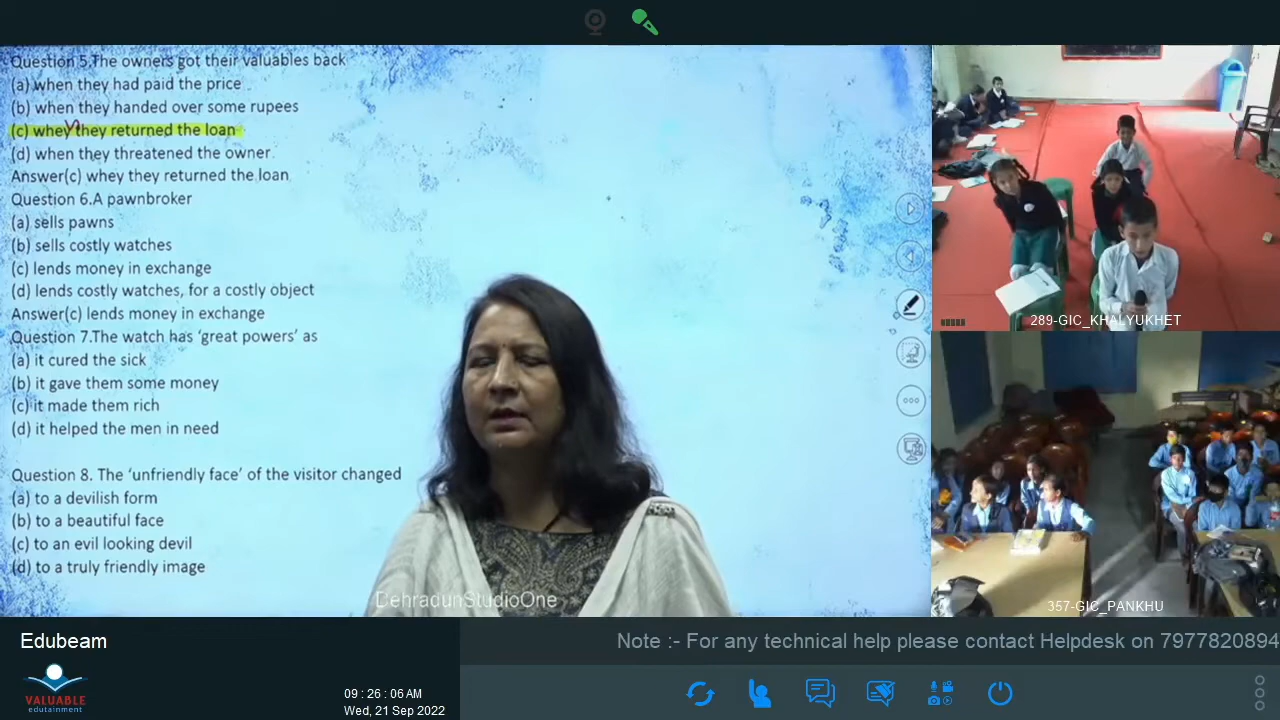 Question 5.The owners got their valuables back
(a) when they had paid the price
(b) when they handed over some rupees
(c) whey they returned the loan
n
(d) when they threatened the owner
Answer(c) whey they returned the loan
Question 6.A pawnbroker
(a) sells pawns
(b) sells costly watches
(c) lends money in exchange
(d) lends costly watches, for a costly object
Answer(c) lends money in exchange
Question 7.The watch has ‘great powers’ as
(a) it cured the sick
(b) it gave them some money
(c) it made them rich
(d) it helped the men in need
Question 8. The ‘unfriendly face’ of the visitor changed
(a) to a devilish form
(b) to a beautiful face
(c) to an evil looking devil
(d) to a truly friendly image
DehradunStudioOne
289-GIC_KHALYUKHET
357-GIC_PANKHU
Edubeam
VALUABLE
edutainment
09 : 26 : 06 AM
Wed, 21 Sep 2022
Note :- For any technical help please contact Helpdesk on 7977820894